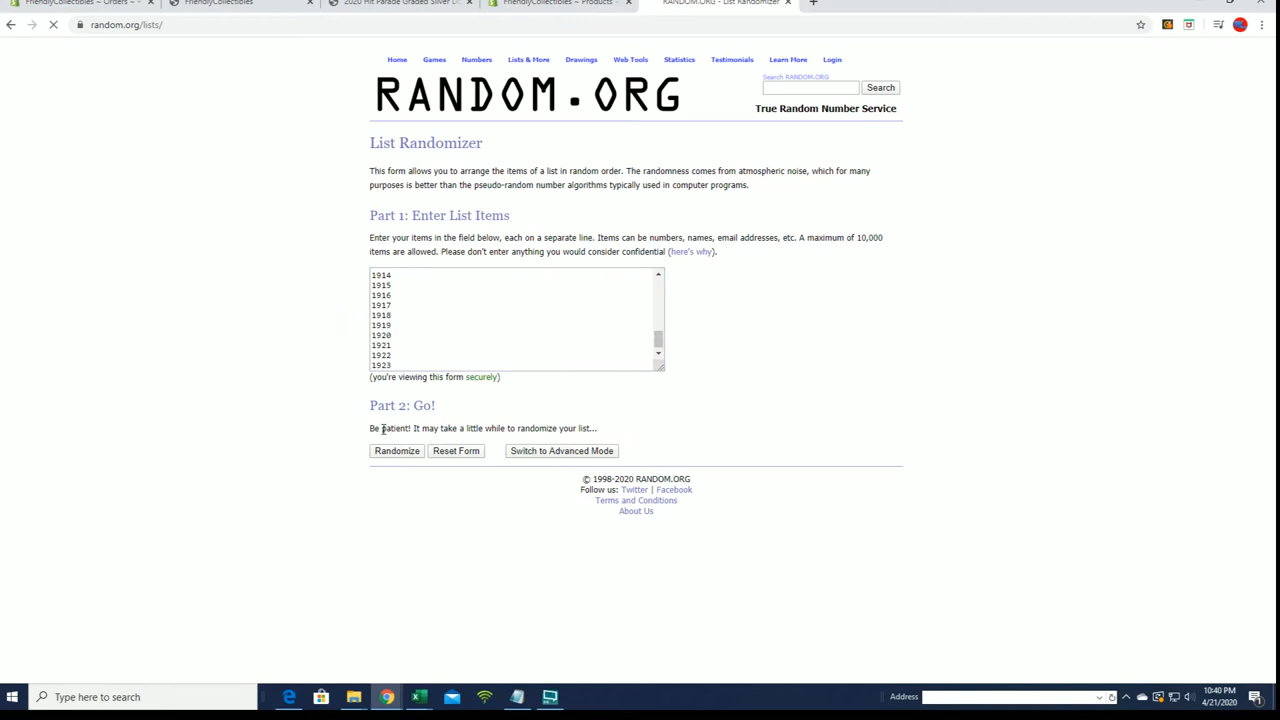 FriendlyCollectibles – Orders –
FriendlyCollectibles
2020 Hit Parade Graded Silver Do
FriendlyCollectibles ~ Products ~
RANDOM.ORG - List Randomizer
random.org/lists/
Home Games Numbers Lists & More Drawings Web Tools Statistics Testimonials Learn More Login
RANDOM.ORG
Search RANDOM.ORG
Search
True Random Number Service
List Randomizer
This form allows you to arrange the items of a list in random order. The randomness comes from atmospheric noise, which for many
purposes is better than the pseudo-random number algorithms typically used in computer programs.
Part 1: Enter List Items
Enter your items in the field below, each on a separate line. Items can be numbers, names, email addresses, etc. A maximum of 10,000
items are allowed. Please don't enter anything you would consider confidential (here's why).
1914
1915
1916
1917
1918
1919
1920
1921
1922
1923
(you're viewing this form securely)
Part 2: Go!
Be patient! It may take a little while to randomize your list...
Randomize Reset Form Switch to Advanced Mode
© 1998-2020 RANDOM.ORG
Follow us: Twitter | Facebook
Terms and Conditions
About Us
Type here to search
Address
10:40 PM
4/21/2020